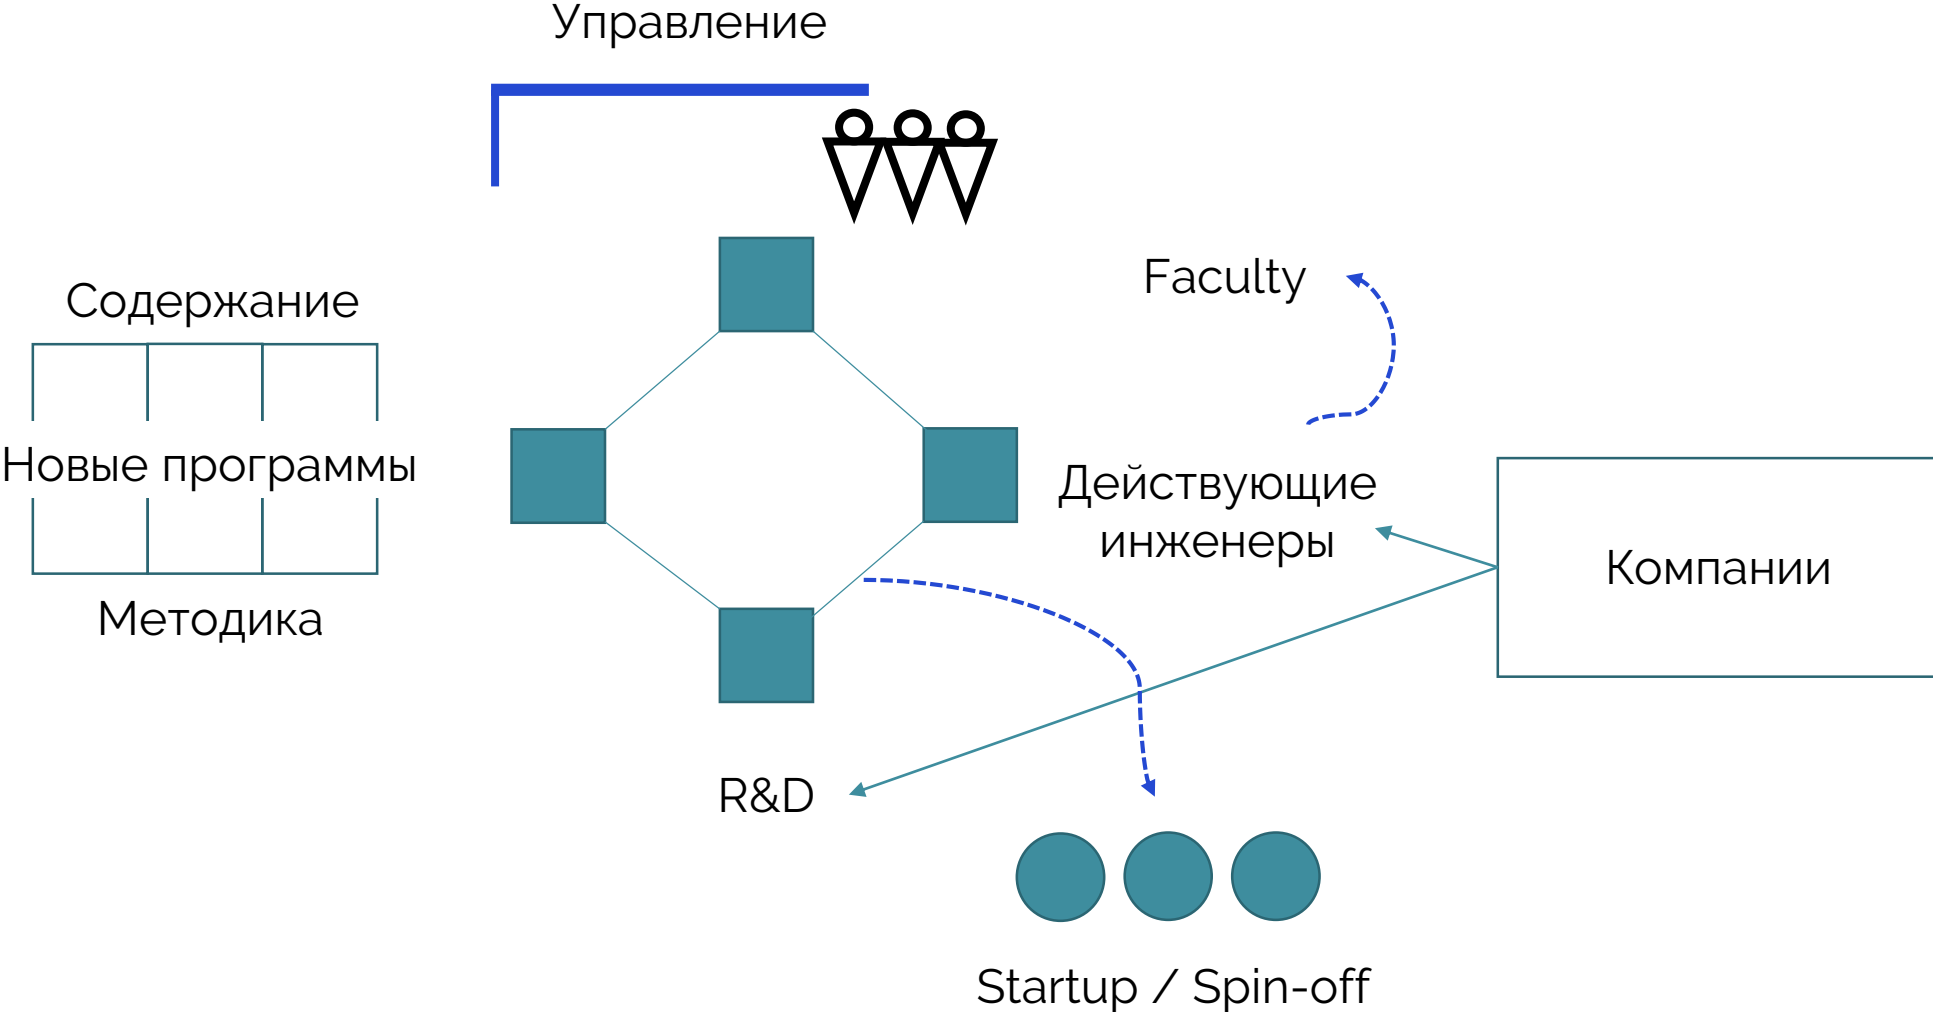 Управление
Faculty
Содержание
Новые программы
Методика
Действующие
инженеры
Компании
R&D
Startup / Spin-off